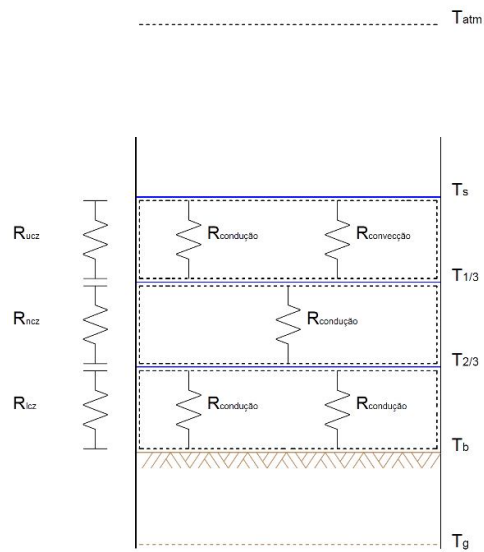 Tatm
Ts
Rucz Rcondução Rconvecção
T1/3
Rncz Rcondução
T2/3
Rlcz Rcondução Rcondução
Tb
Tg